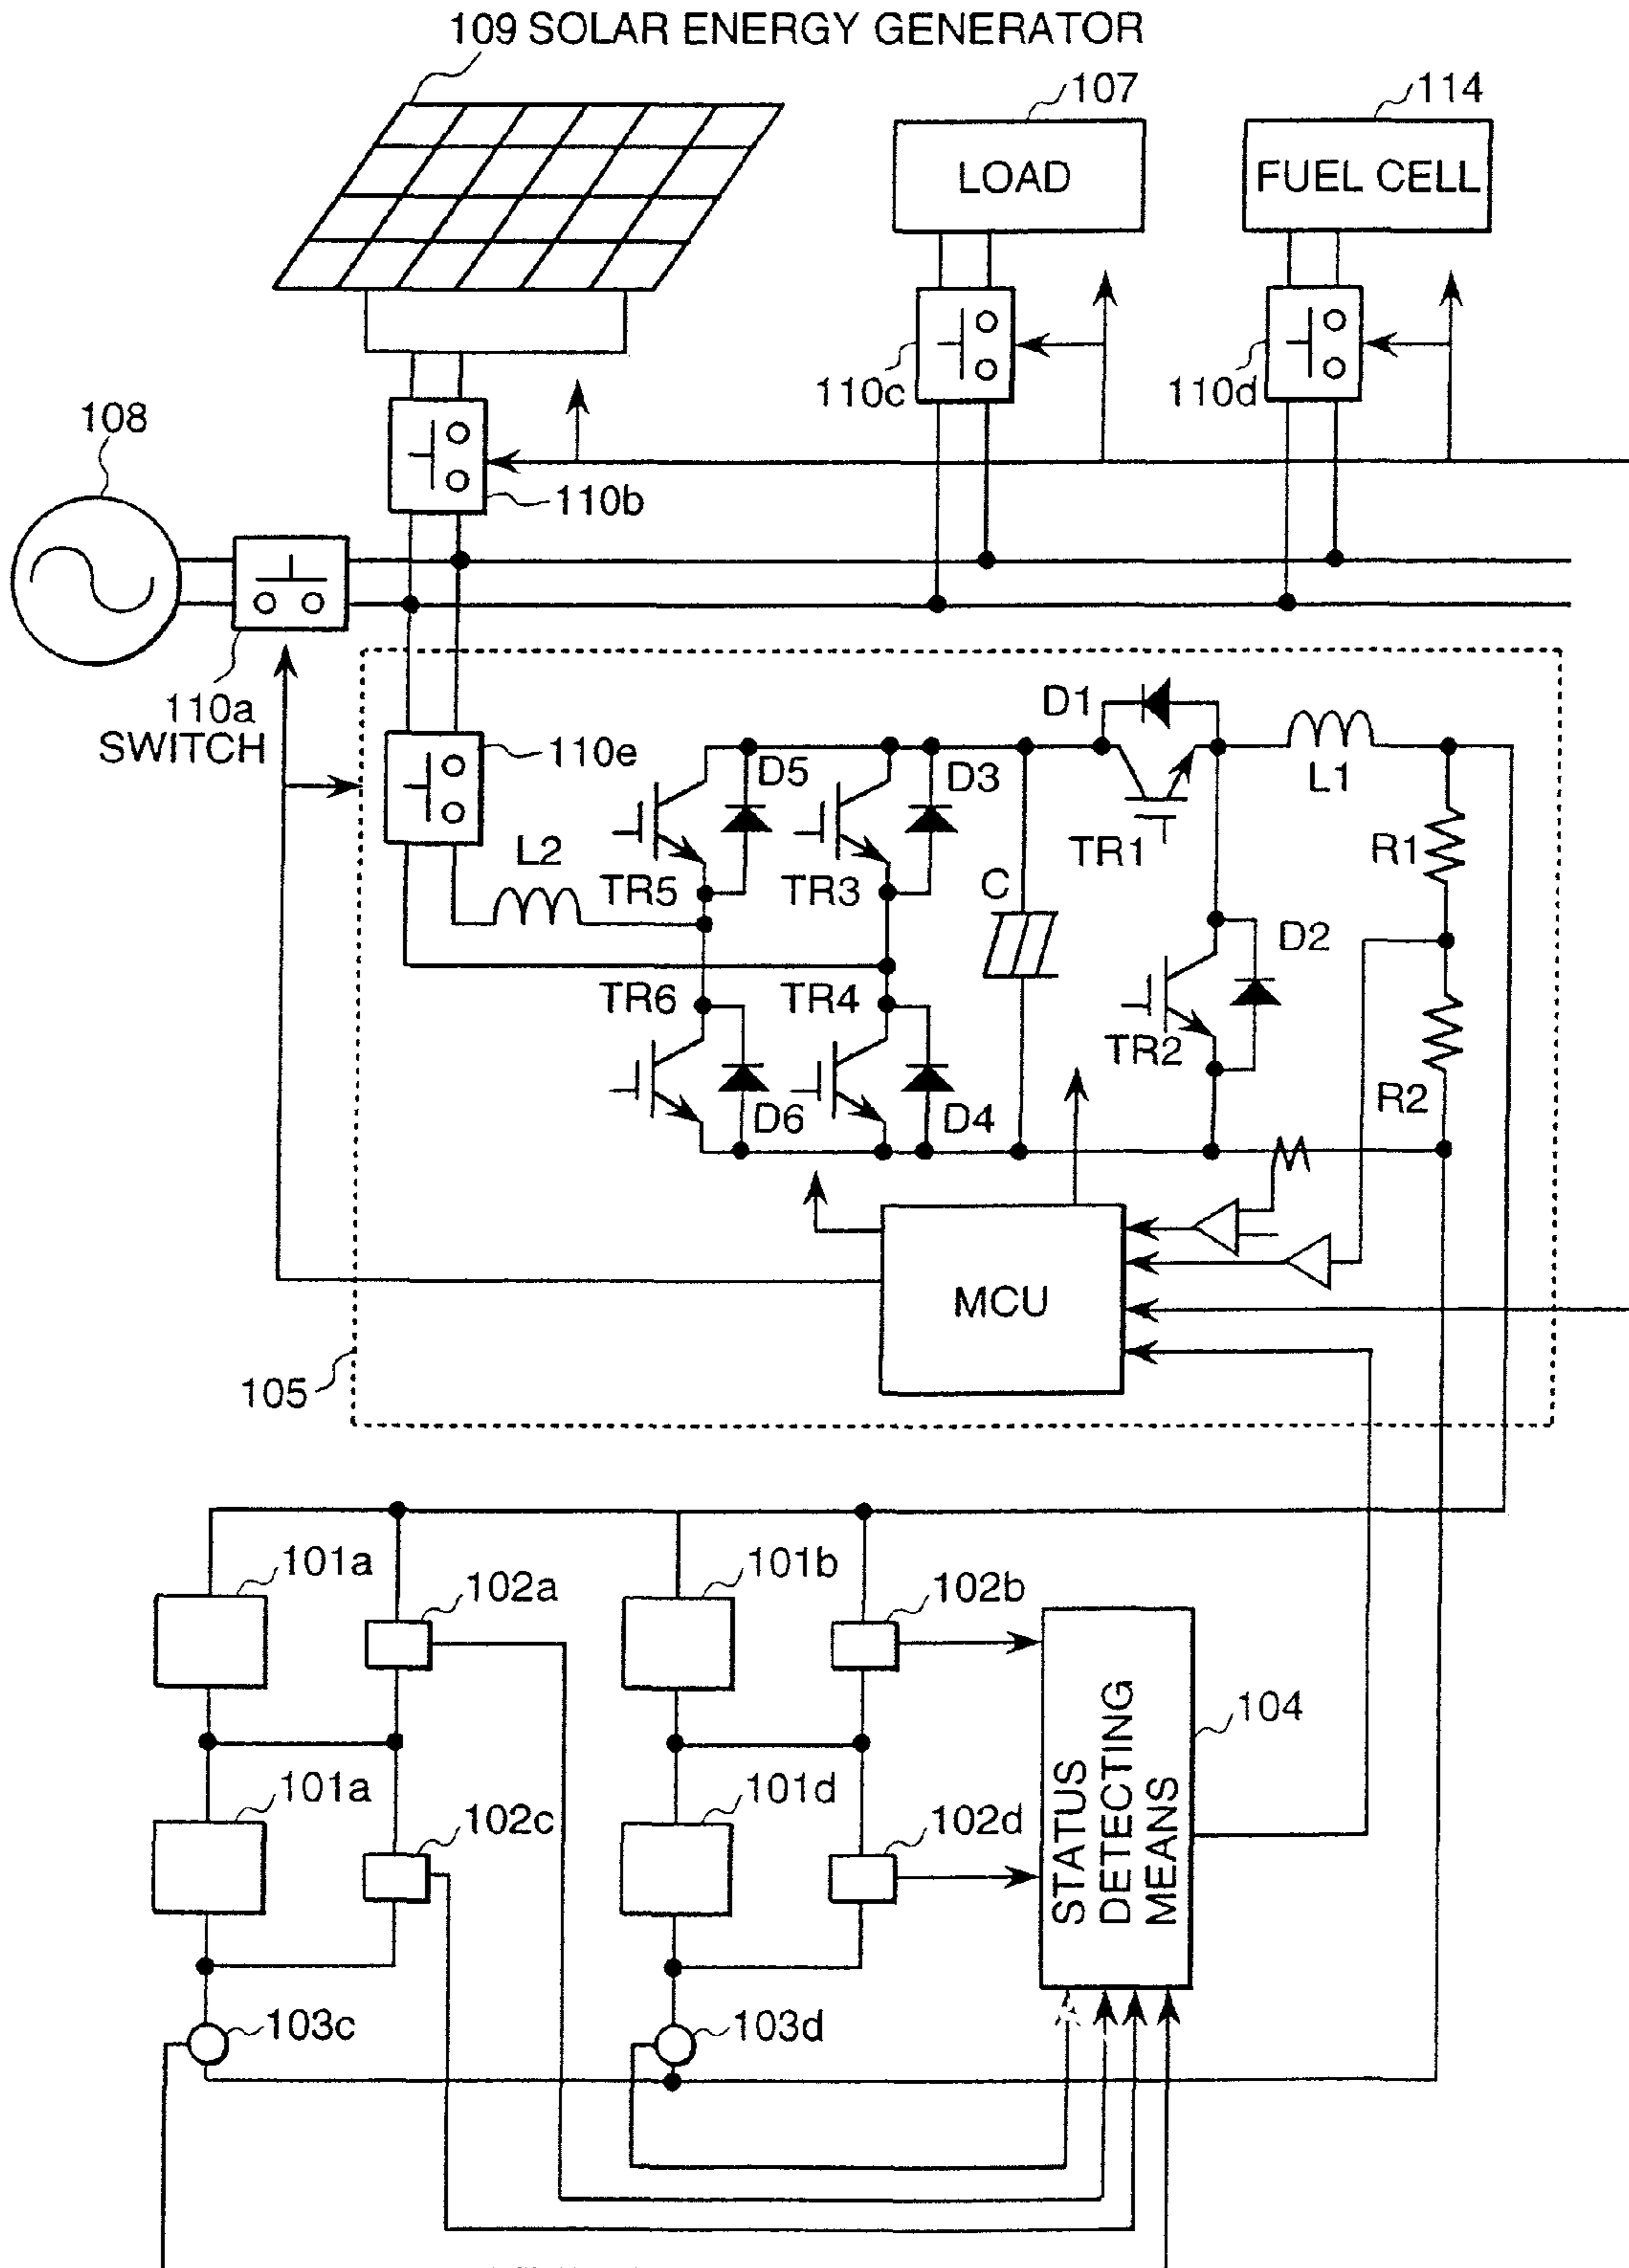 109 SOLAR ENERGY GENERATOR
107
114
LOAD
FUEL CELL
110c
110d
108
110b
110a
SWITCH
110e
D1
L1
D5
D3
TR1
R1
L2
TR5
TR3
C
D2
TR6
TR4
TR2
R2
D6
D4
MCU
105
101a
102a
101b
102b
104
STATUS
DETECTING
MEANS
101a
102c
101d
102d
103c
103d